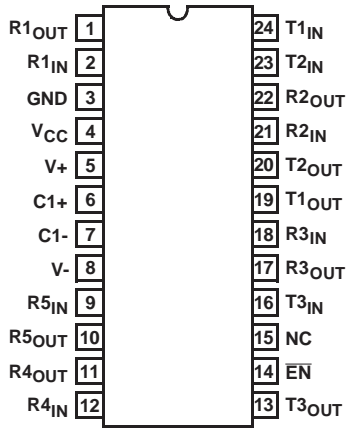 R1OUT 1 24 T1IN
R1IN 2 23 T2IN
GND 3 22 R2OUT
VCC 4 21 R2IN
V+ 5 20 T2OUT
C1+ 6 19 T1OUT
C1- 7 18 R3IN
V- 8 17 R3OUT
R5IN 9 16 T3IN
R5OUT 10 15 NC
R4OUT 11 14 E̅N̅
R4IN 12 13 T3OUT